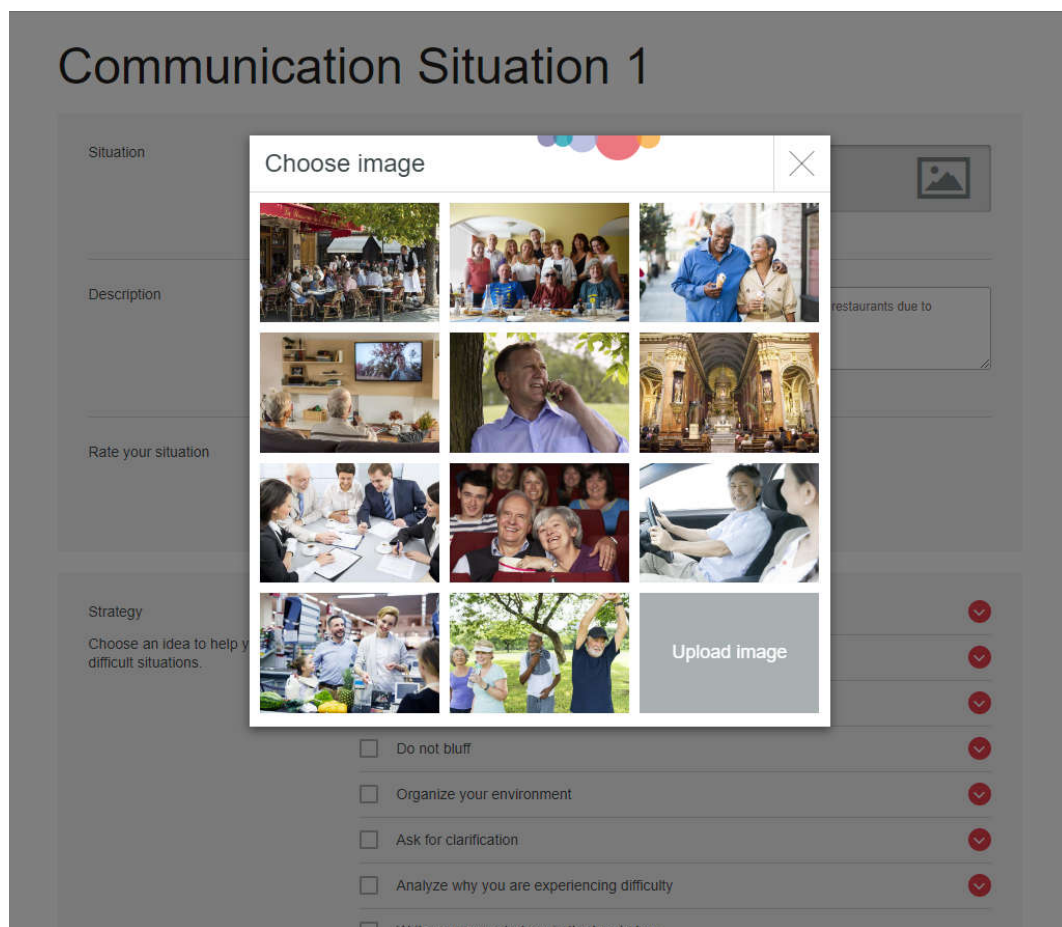 Communication Situation 1
Situation
Choose image
Description
restaurants due to
Rate your situation
Strategy
Choose an idea to help y
difficult situations.
Upload image
Do not bluff
Organize your environment
Ask for clarification
Analyze why you are experiencing difficulty